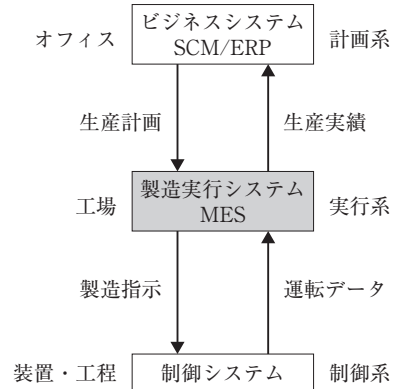 ビジネスシステム
オフィス SCM/ERP 計画系
生産計画 生産実績
製造実行システム
工場 MES 実行系
製造指示 運転データ
装置・工程 制御システム 制御系